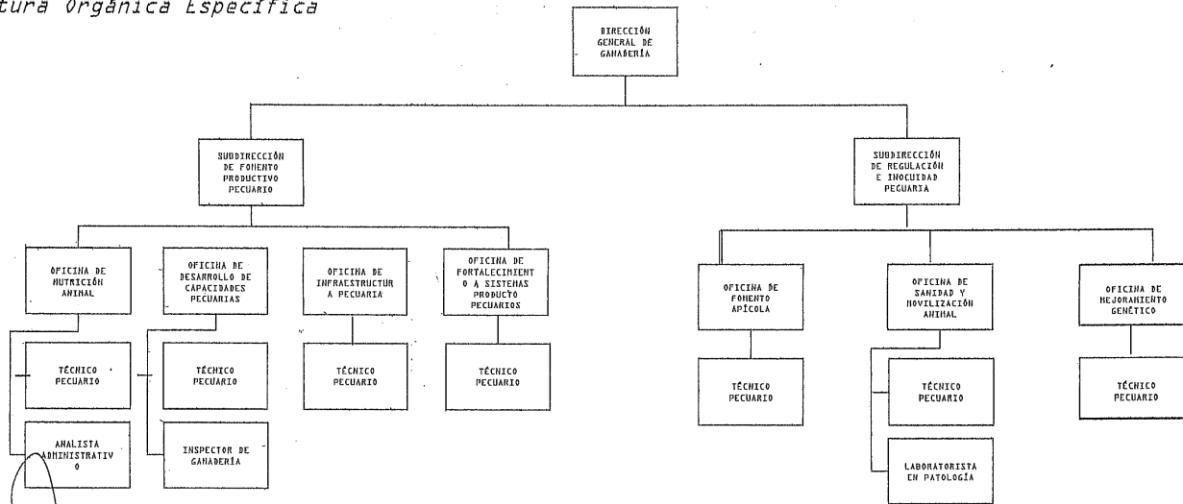 tura Orgánica Específica
DIRECCIÓN
GENERAL DE
GANADERÍA
SUBDIRECCIÓN
DE FOMENTO
PRODUCTIVO
PECUARIO
SUBDIRECCIÓN
DE REGULACIÓN
E INOCUIDAD
PECUARIA
OFICINA DE
NUTRICIÓN
ANIMAL
OFICINA DE
DESARROLLO DE
CAPACIDADES
PECUARIAS
OFICINA DE
INFRAESTRUCTUR
A PECUARIA
OFICINA DE
FORTALECIMIENT
O A SISTEMAS
PRODUCTO
PECUARIOS
OFICINA DE
FOMENTO
APÍCOLA
OFICINA DE
SANIDAD Y
MOVILIZACIÓN
ANIMAL
OFICINA DE
MEJORAMIENTO
GENÉTICO
TÉCNICO
PECUARIO
TÉCNICO
PECUARIO
TÉCNICO
PECUARIO
TÉCNICO
PECUARIO
TÉCNICO
PECUARIO
TÉCNICO
PECUARIO
TÉCNICO
PECUARIO
ANALISTA
ADMINISTRATIV
O
INSPECTOR DE
GANADERÍA
LABORATORISTA
EN PATOLOGÍA